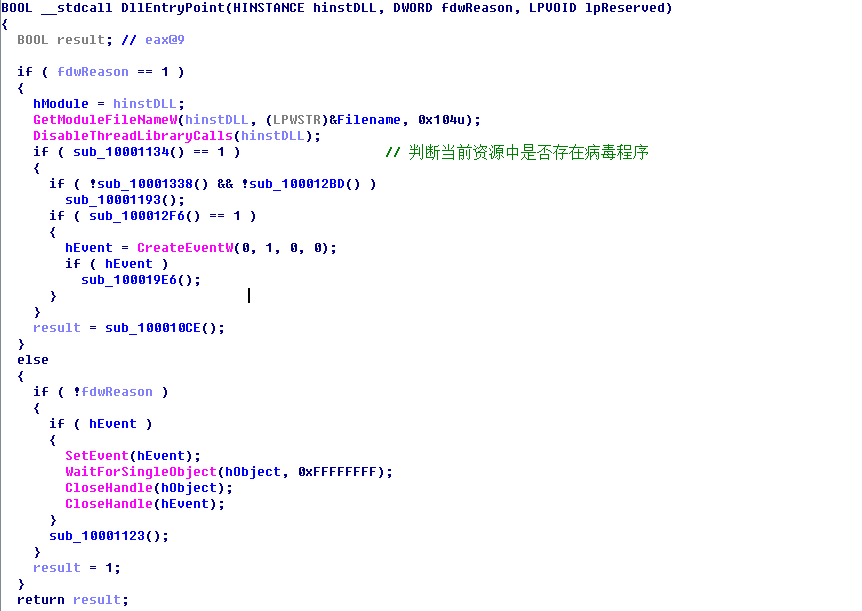 BOOL __stdcall DllEntryPoint(HINSTANCE hinstDLL, DWORD fdwReason, LPVOID lpReserved)
{
  BOOL result; // eax@9

  if ( fdwReason == 1 )
  {
    hModule = hinstDLL;
    GetModuleFileNameW(hinstDLL, (LPWSTR)&Filename, 0x104u);
    DisableThreadLibraryCalls(hinstDLL);
    if ( sub_10001134() == 1 )                  // 判断当前资源中是否存在病毒程序
    {
      if ( !sub_10001338() && !sub_100012BD() )
        sub_10001193();
      if ( sub_100012F6() == 1 )
      {
        hEvent = CreateEventW(0, 1, 0, 0);
        if ( hEvent )
          sub_100019E6();
      }
    }
    result = sub_100010CE();
  }
  else
  {
    if ( !fdwReason )
    {
      if ( hEvent )
      {
        SetEvent(hEvent);
        WaitForSingleObject(hObject, 0xFFFFFFFF);
        CloseHandle(hObject);
        CloseHandle(hEvent);
      }
      sub_10001123();
    }
    result = 1;
  }
  return result;